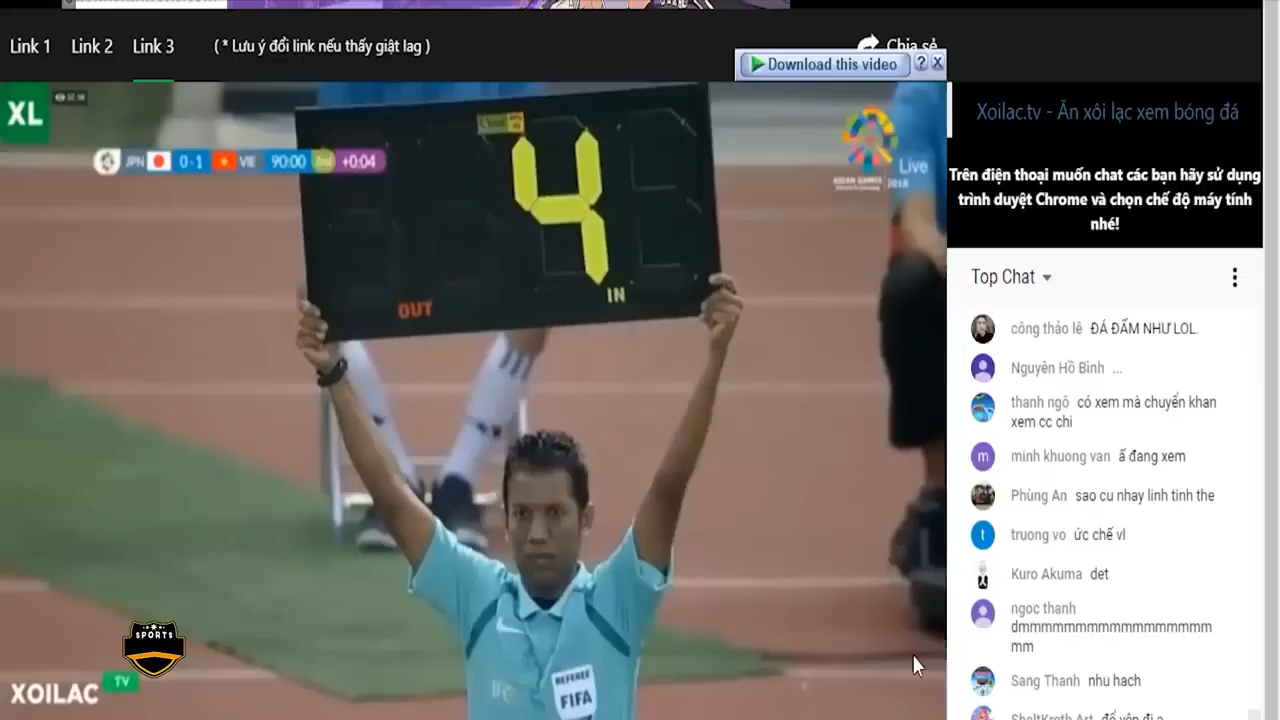 Link 1 Link 2 Link 3 ( * Lưu ý đổi link nếu thấy giật lag ) Chia sẻ
Download this video ? X
XL
JPN 0-1 VIE 90:00 2nd +0:04
4
OUT
IN
Live
ASIAN GAMES
2018
REFEREE
FIFA
SPORTS
XOILAC TV
Xoilac.tv - Ăn xôi lạc xem bóng đá
Trên điện thoại muốn chat các bạn hãy sử dụng
trình duyệt Chrome và chọn chế độ máy tính
nhé!
Top Chat
công thảo lê ĐÁ ĐẤM NHƯ LOL.
Nguyên Hồ Bình ...
thanh ngô có xem mà chuyển khan
xem cc chi
m
minh khuong van ấ đang xem
Phùng An sao cu nhay linh tinh the
t
truong vo ức chế vl
Kuro Akuma det
ngoc thanh
dmmmmmmmmmmmmmmmmm
mm
Sang Thanh nhu hach